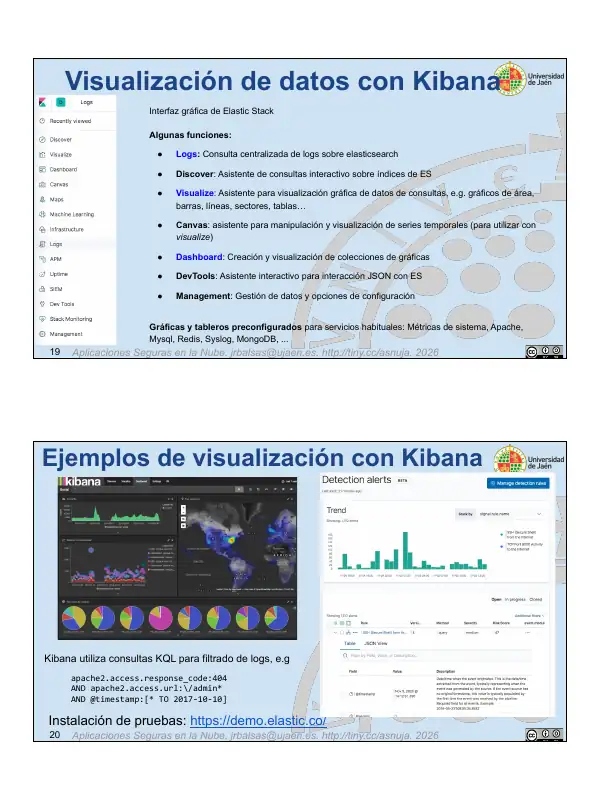 Visualización de datos con Kibana
Universidad
de Jaén
Logs
Recently viewed
Discover
Visualize
Dashboard
Canvas
Maps
Machine Learning
Infrastructure
Logs
APM
Uptime
SIEM
Dev Tools
Stack Monitoring
Management
Interfaz gráfica de Elastic Stack
Algunas funciones:
● Logs: Consulta centralizada de logs sobre elasticsearch
● Discover: Asistente de consultas interactivo sobre índices de ES
● Visualize: Asistente para visualización gráfica de datos de consultas, e.g. gráficos de área,
barras, líneas, sectores, tablas…
● Canvas: asistente para manipulación y visualización de series temporales (para utilizar con
visualize)
● Dashboard: Creación y visualización de colecciones de gráficas
● DevTools: Asistente interactivo para interacción JSON con ES
● Management: Gestión de datos y opciones de configuración
Gráficas y tableros preconfigurados para servicios habituales: Métricas de sistema, Apache,
Mysql, Redis, Syslog, MongoDB, ...
19 Aplicaciones Seguras en la Nube. jrbalsas@ujaen.es. http://tiny.cc/asnuja. 2026
Ejemplos de visualización con Kibana
Universidad
de Jaén
kibana
Detection alerts BETA
Manage detection rules
Trend
Stack by
Open In progress Closed
Table JSON View
Field Value Description
@timestamp
Kibana utiliza consultas KQL para filtrado de logs, e.g
apache2.access.response_code:404
AND apache2.access.url:\/admin*
AND @timestamp:[* TO 2017-10-10]
Instalación de pruebas: https://demo.elastic.co/
20 Aplicaciones Seguras en la Nube. jrbalsas@ujaen.es. http://tiny.cc/asnuja. 2026